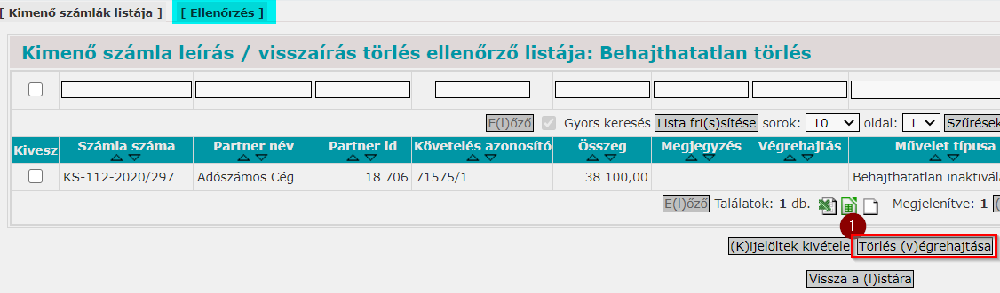 [ Kimenő számlák listája ] [ Ellenőrzés ]
Kimenő számla leírás / visszaírás törlés ellenőrző listája: Behajthatatlan törlés
E(l)őző Gyors keresés Lista fri(s)sítése sorok: 10 oldal: 1 Szűrések
Kivesz Számla száma Partner név Partner id Követelés azonosító Összeg Megjegyzés Végrehajtás Művelet típusa
KS-112-2020/297 Adószámos Cég 18 706 71575/1 38 100,00 Behajthatatlan inaktivál
E(l)őző Találatok: 1 db. Megjelenítve: 1 (
1
(K)ijelöltek kivétele Törlés (v)égrehajtása
Vissza a (l)istára